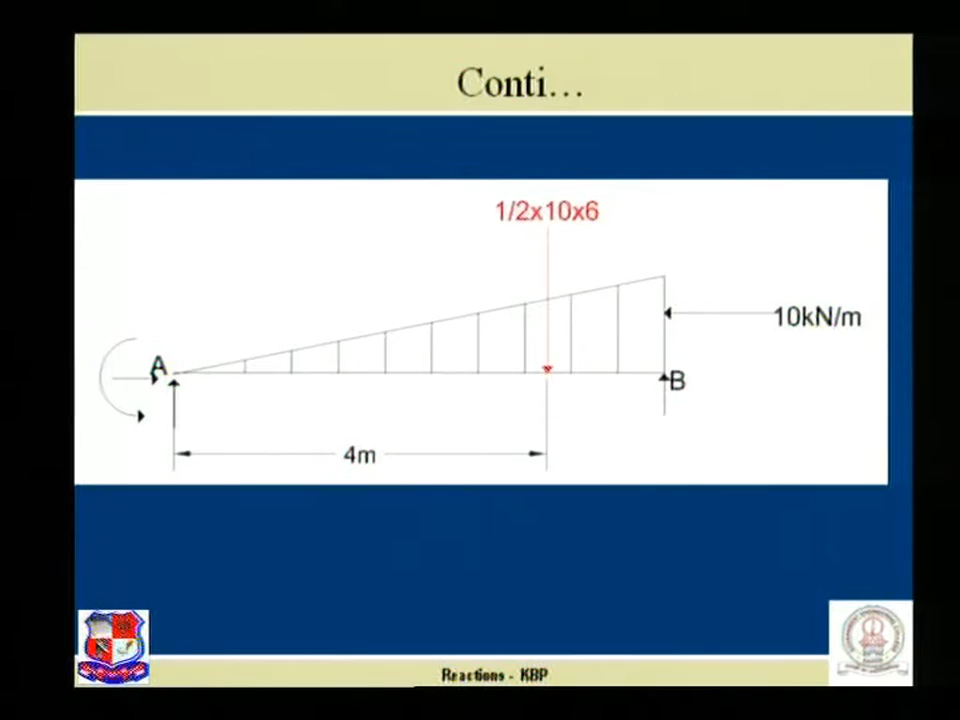 Conti...
1/2x10x6
10kN/m
A
B
4m
Reactions - KBP